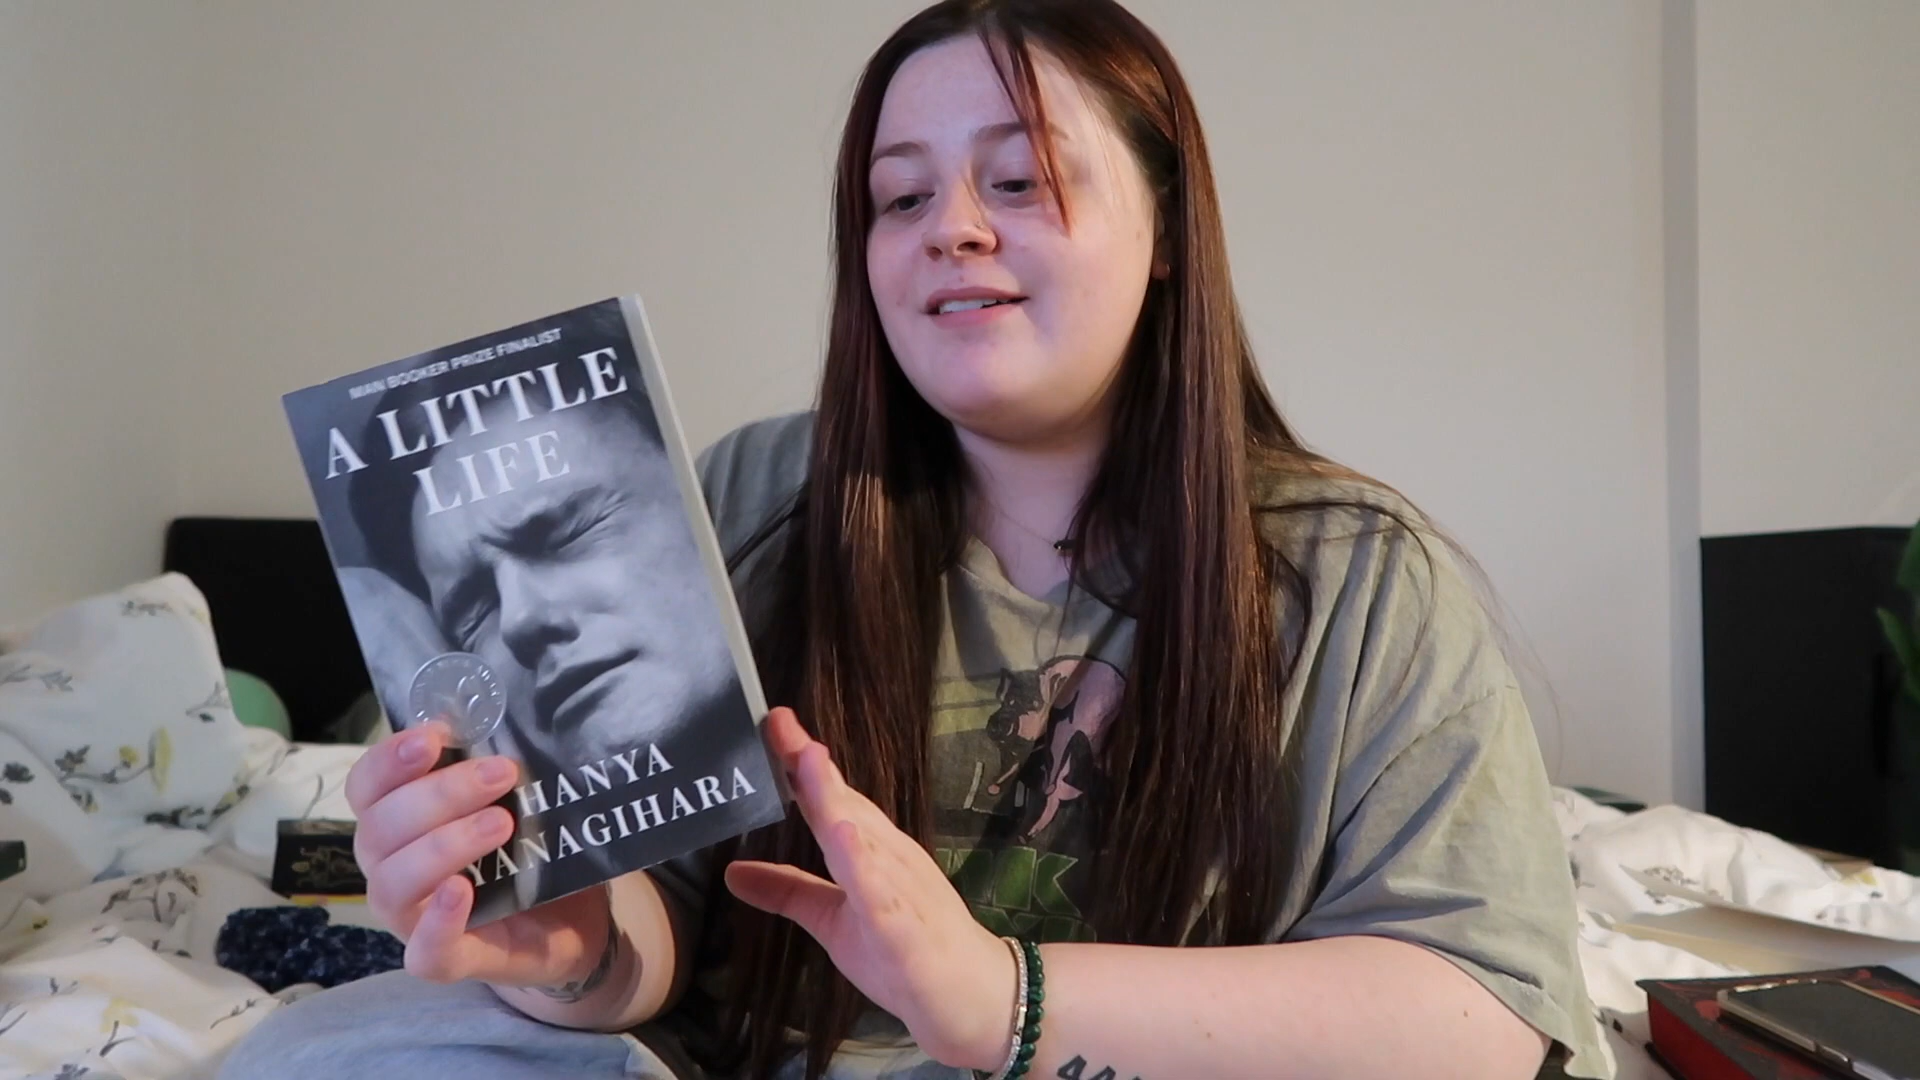 MAN BOOKER PRIZE FINALIST
A LITTLE
LIFE
HANYA
YANAGIHARA